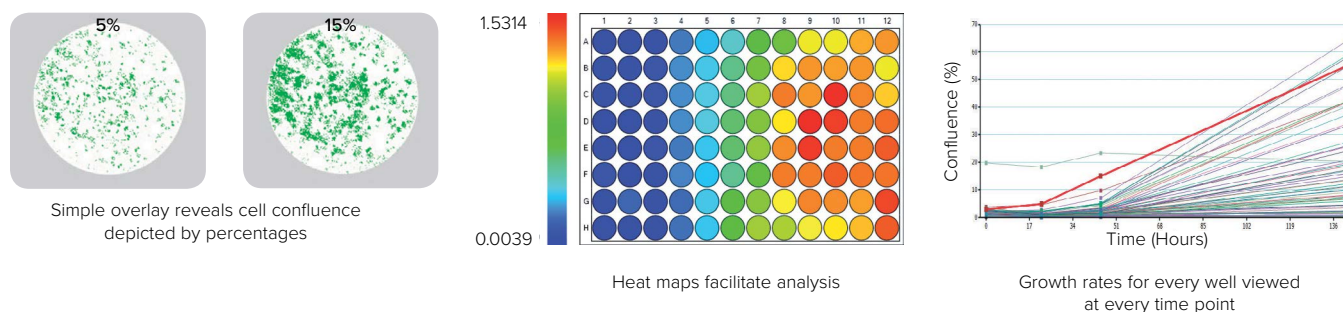 5%
15%
Simple overlay reveals cell confluence
depicted by percentages
1.5314
0.0039
1 2 3 4 5 6 7 8 9 10 11 12
A
B
C
D
E
F
G
H
Heat maps facilitate analysis
Confluence (%)
70
60
50
40
30
20
10
0
0 17 34 51 68 85 102 119 136
Time (Hours)
Growth rates for every well viewed
at every time point